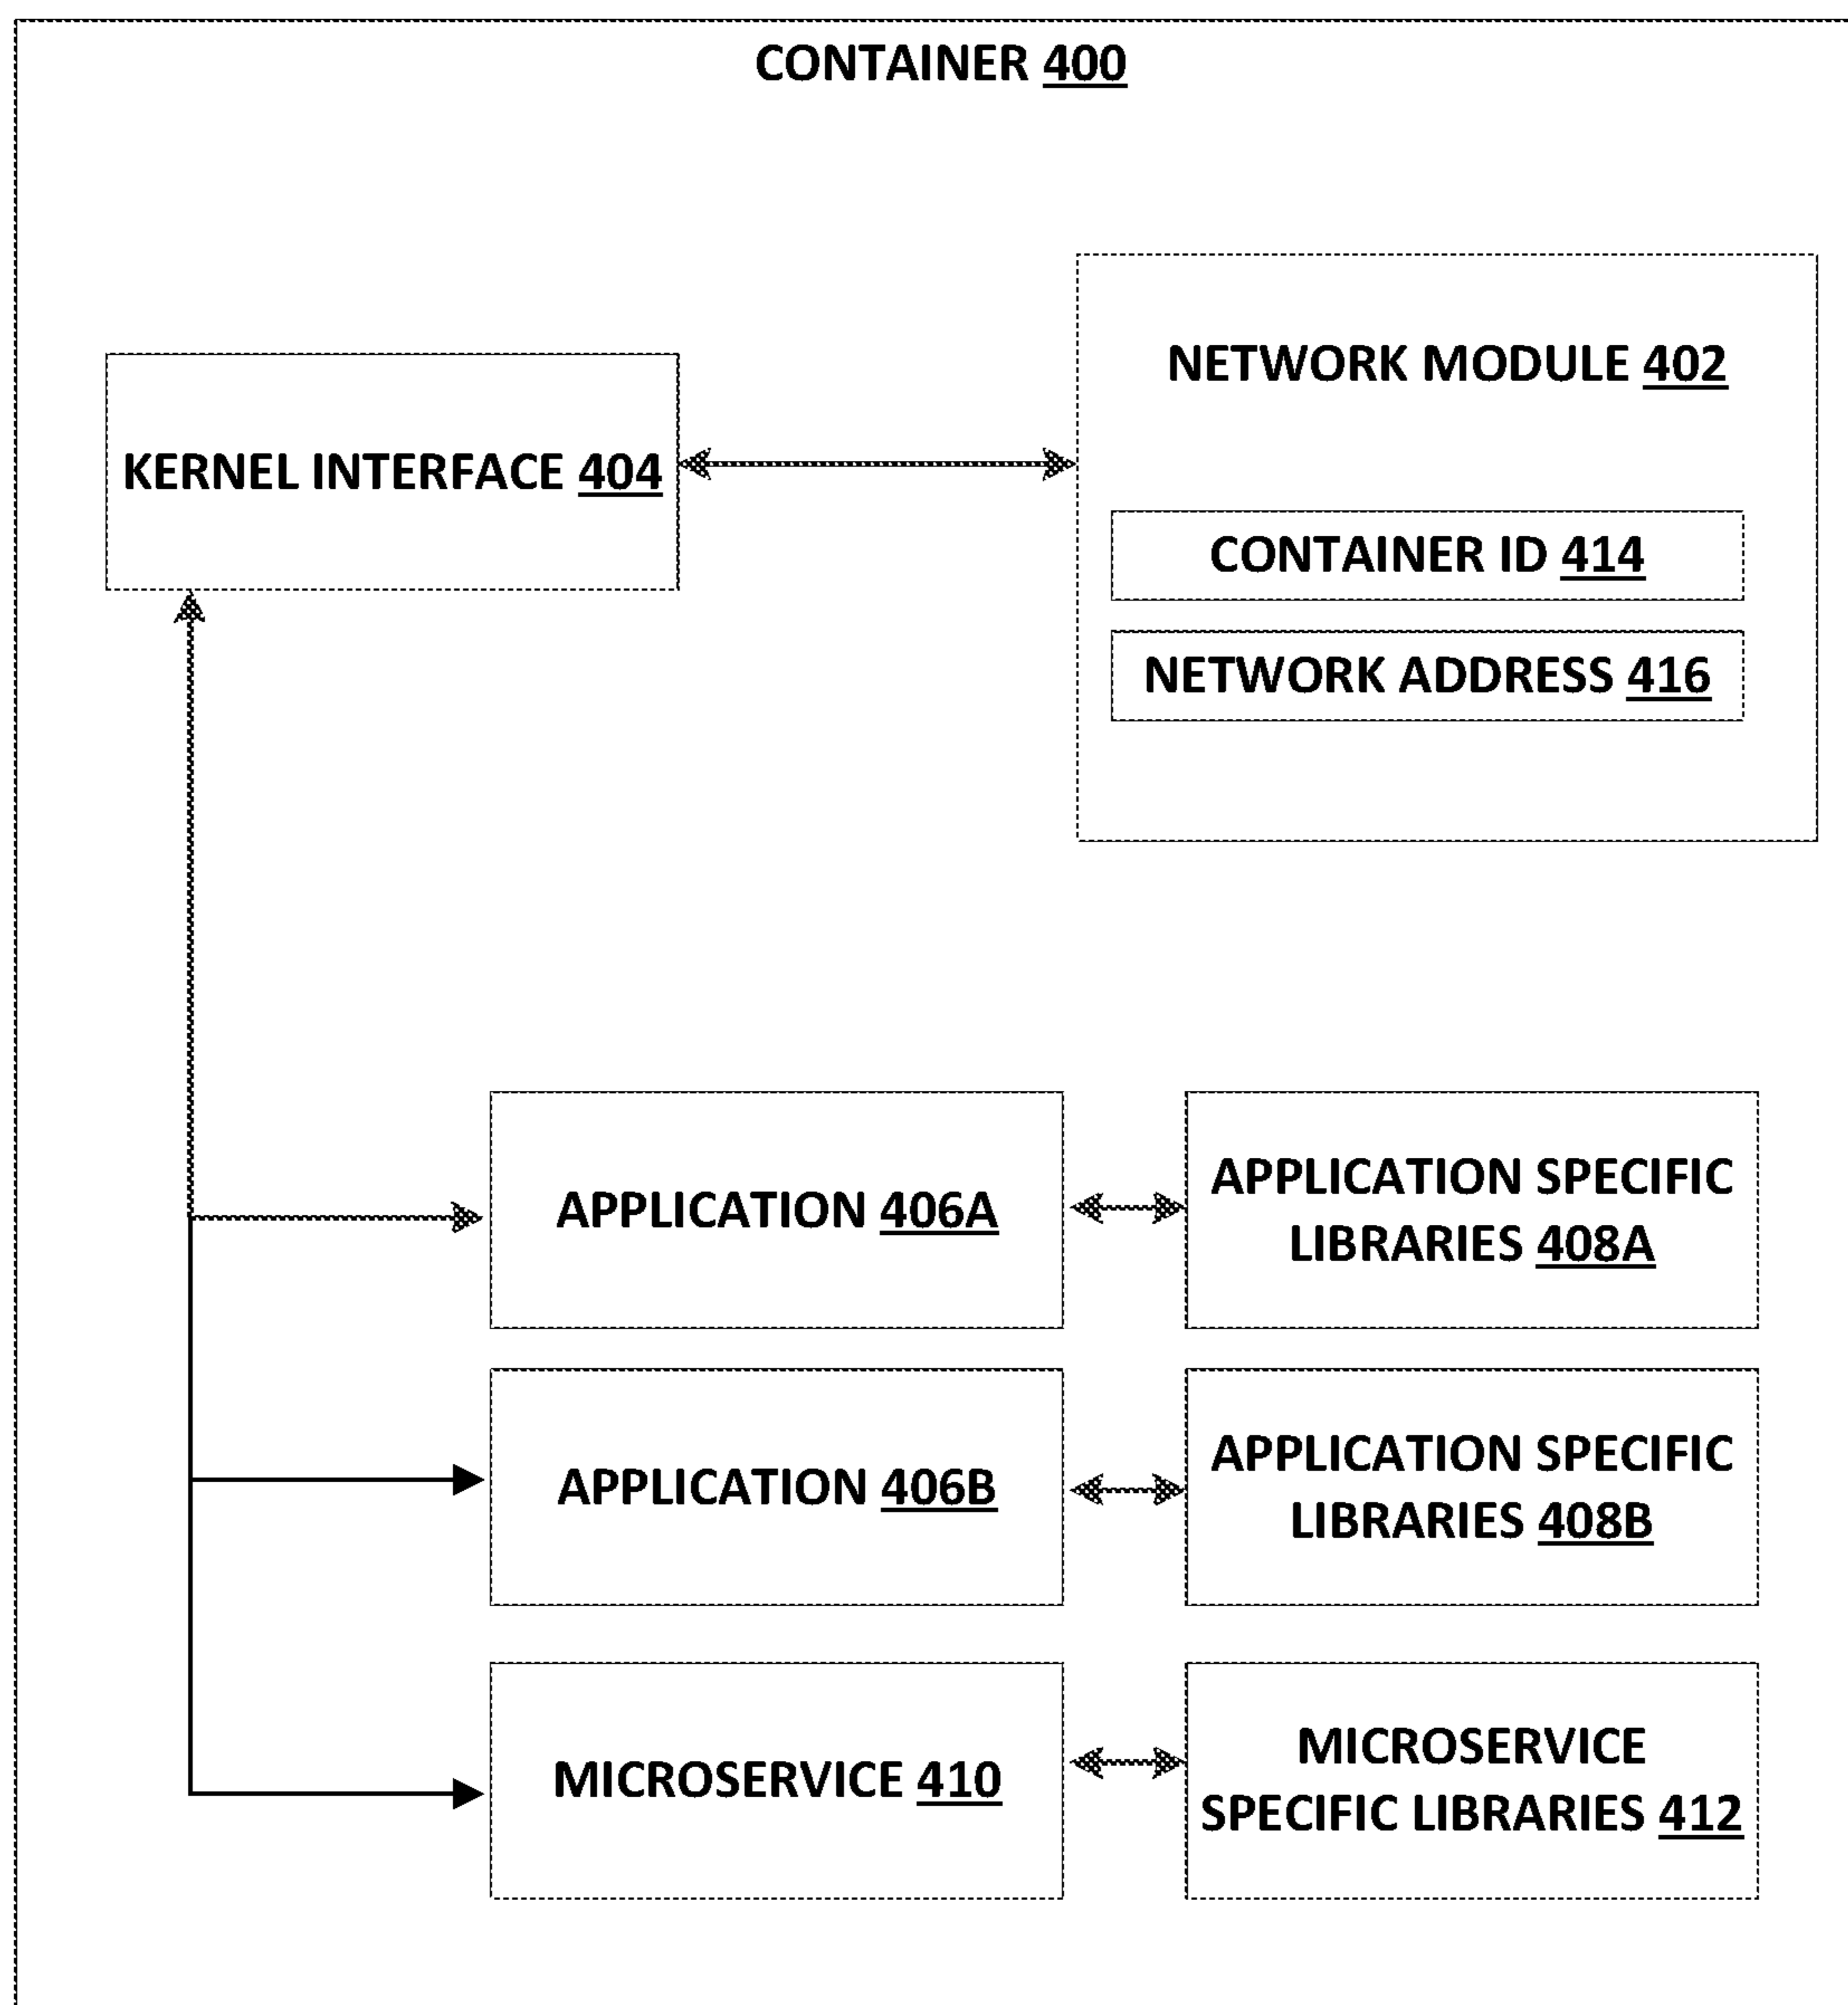 CONTAINER 400
NETWORK MODULE 402
KERNEL INTERFACE 404
CONTAINER ID 414
NETWORK ADDRESS 416
APPLICATION 406A
APPLICATION SPECIFIC
LIBRARIES 408A
APPLICATION 406B
APPLICATION SPECIFIC
LIBRARIES 408B
MICROSERVICE 410
MICROSERVICE
SPECIFIC LIBRARIES 412